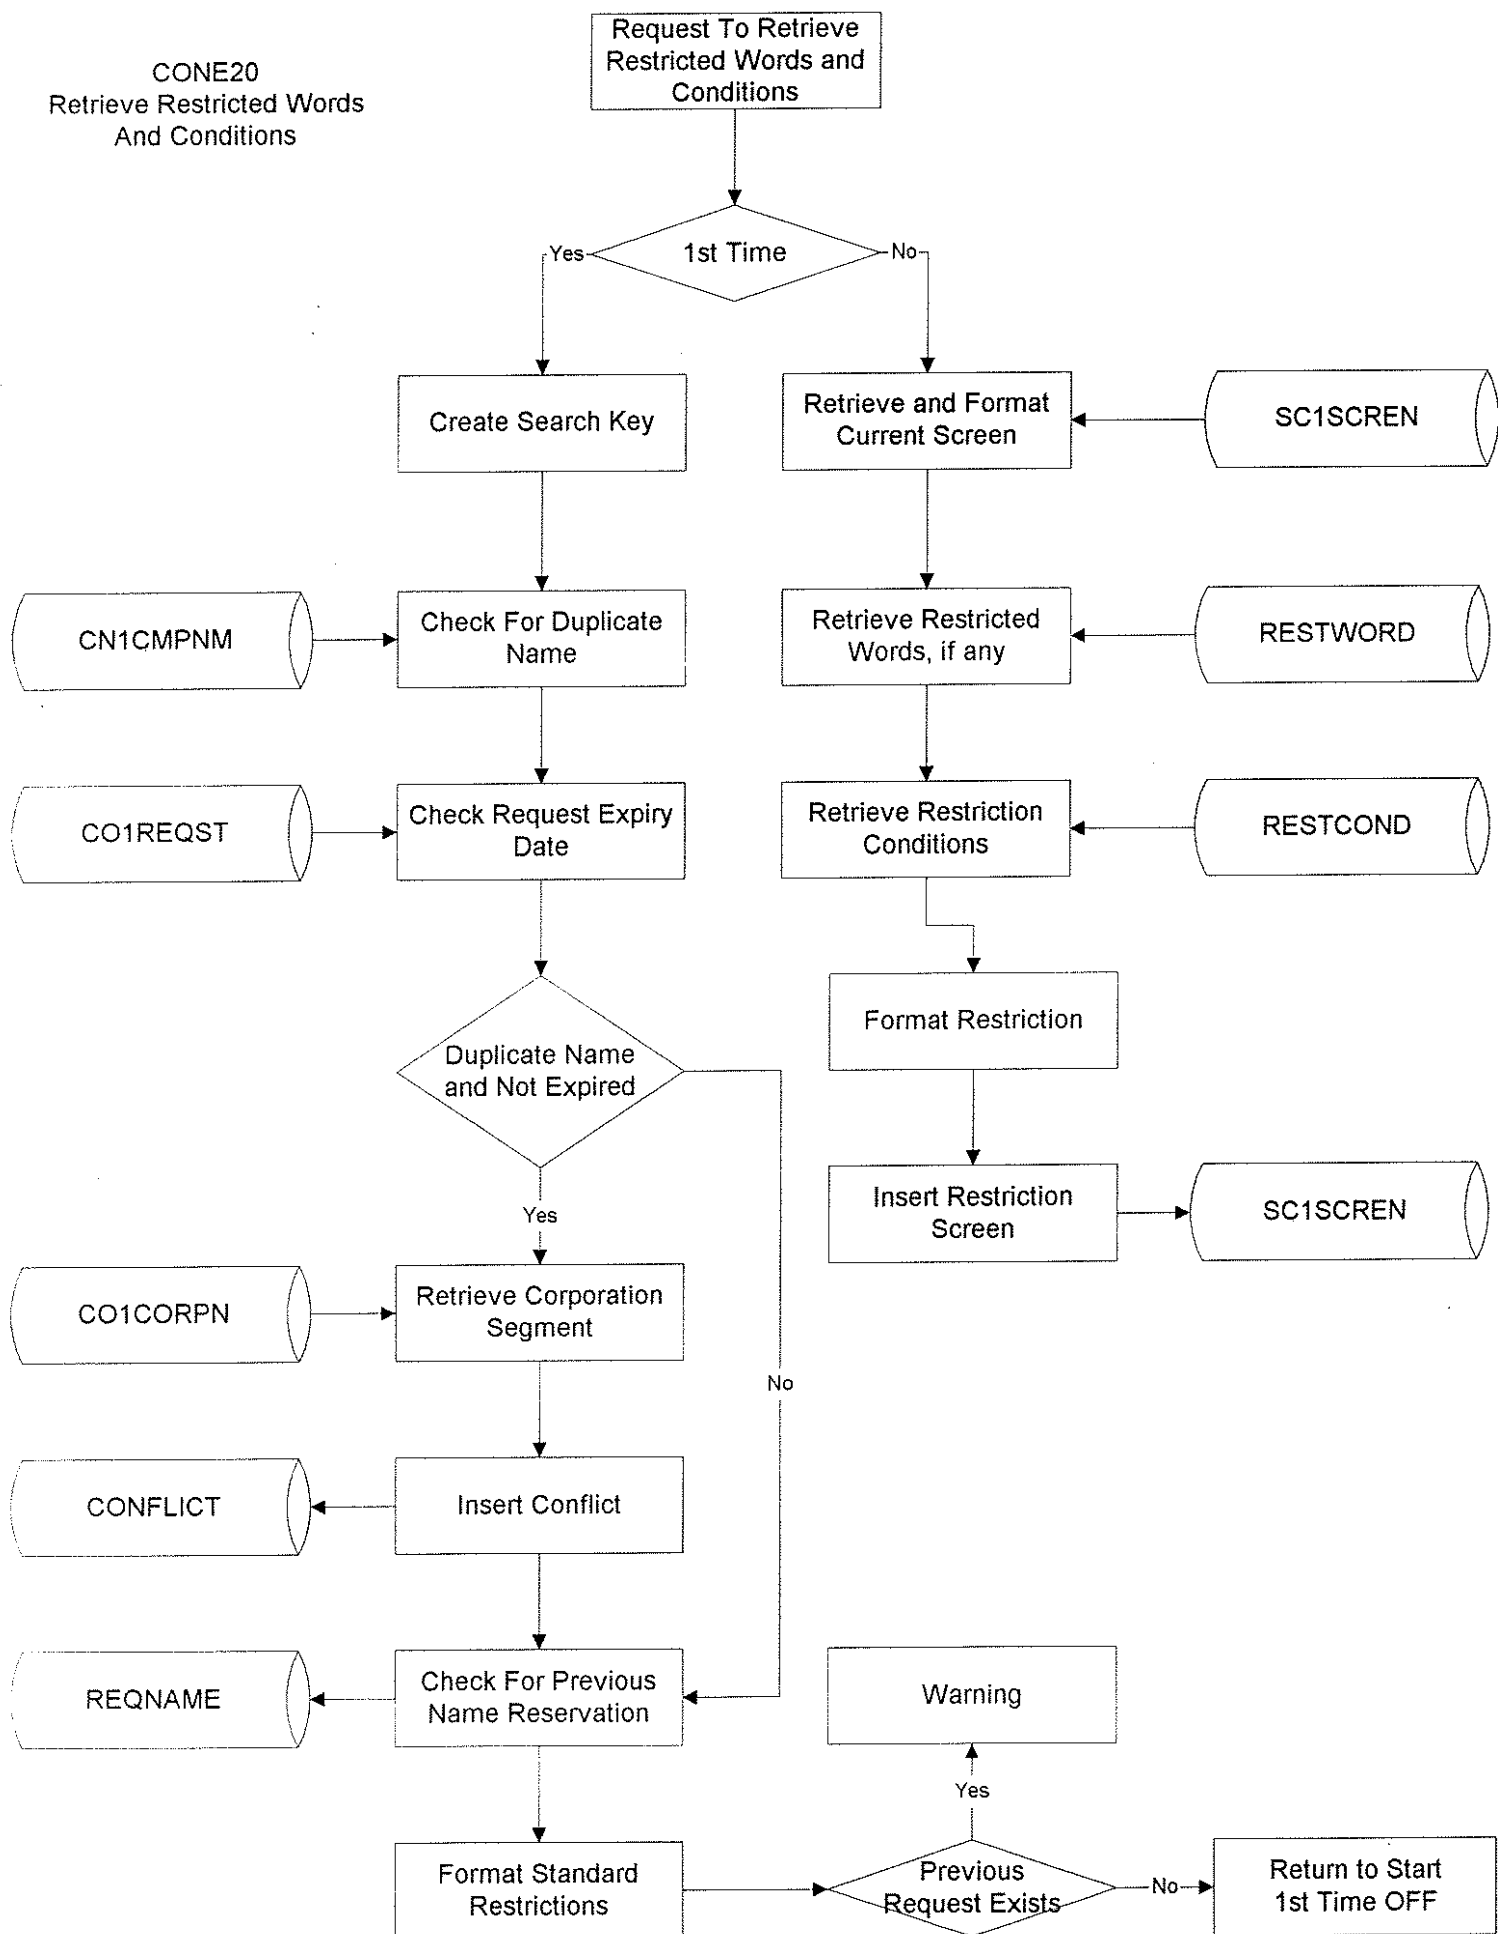 Request To Retrieve
Restricted Words and
Conditions
CONE20
Retrieve Restricted Words
And Conditions
1st Time
Yes
No
Create Search Key
Retrieve and Format
Current Screen
SC1SCREN
CN1CMPNM
Check For Duplicate
Name
Retrieve Restricted
Words, if any
RESTWORD
CO1REQST
Check Request Expiry
Date
Retrieve Restriction
Conditions
RESTCOND
Format Restriction
Duplicate Name
and Not Expired
Yes
Insert Restriction
Screen
SC1SCREN
CO1CORPN
Retrieve Corporation
Segment
No
CONFLICT
Insert Conflict
REQNAME
Check For Previous
Name Reservation
Warning
Yes
Format Standard
Restrictions
Previous
Request Exists
No
Return to Start
1st Time OFF